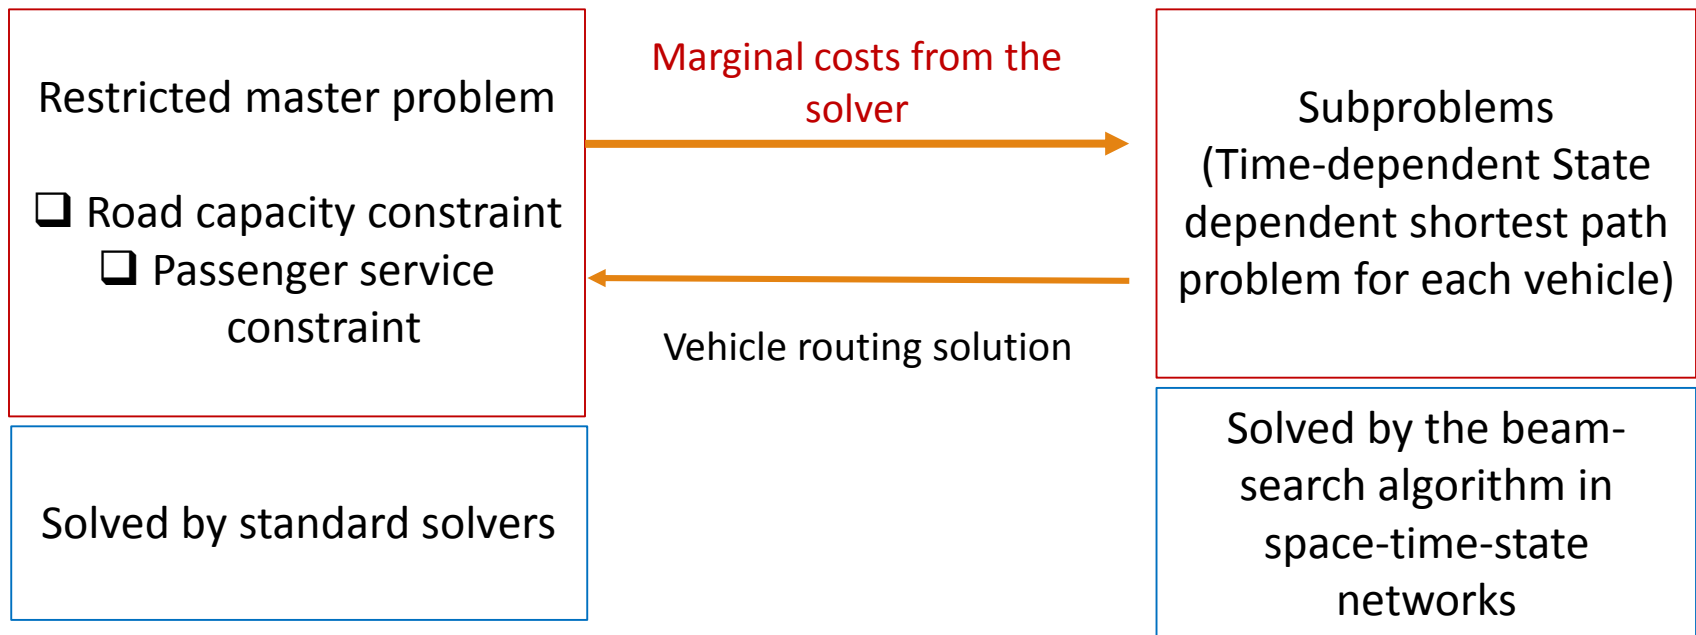 Restricted master problem
❑ Road capacity constraint
❑ Passenger service
constraint
Solved by standard solvers
Marginal costs from the
solver
Vehicle routing solution
Subproblems
(Time-dependent State
dependent shortest path
problem for each vehicle)
Solved by the beam-
search algorithm in
space-time-state
networks